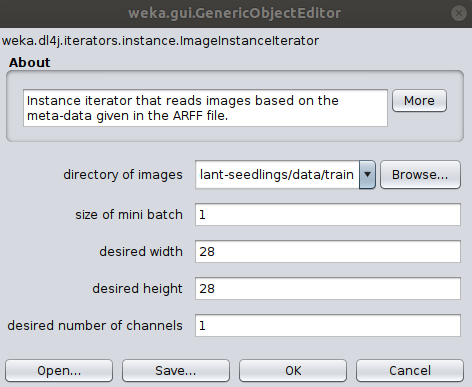 weka.gui.GenericObjectEditor
weka.dl4j.iterators.instance.ImageInstanceIterator
About
Instance iterator that reads images based on the
meta-data given in the ARFF file.
More
directory of images lant-seedlings/data/train Browse...
size of mini batch 1
desired width 28
desired height 28
desired number of channels 1
Open... Save... OK Cancel